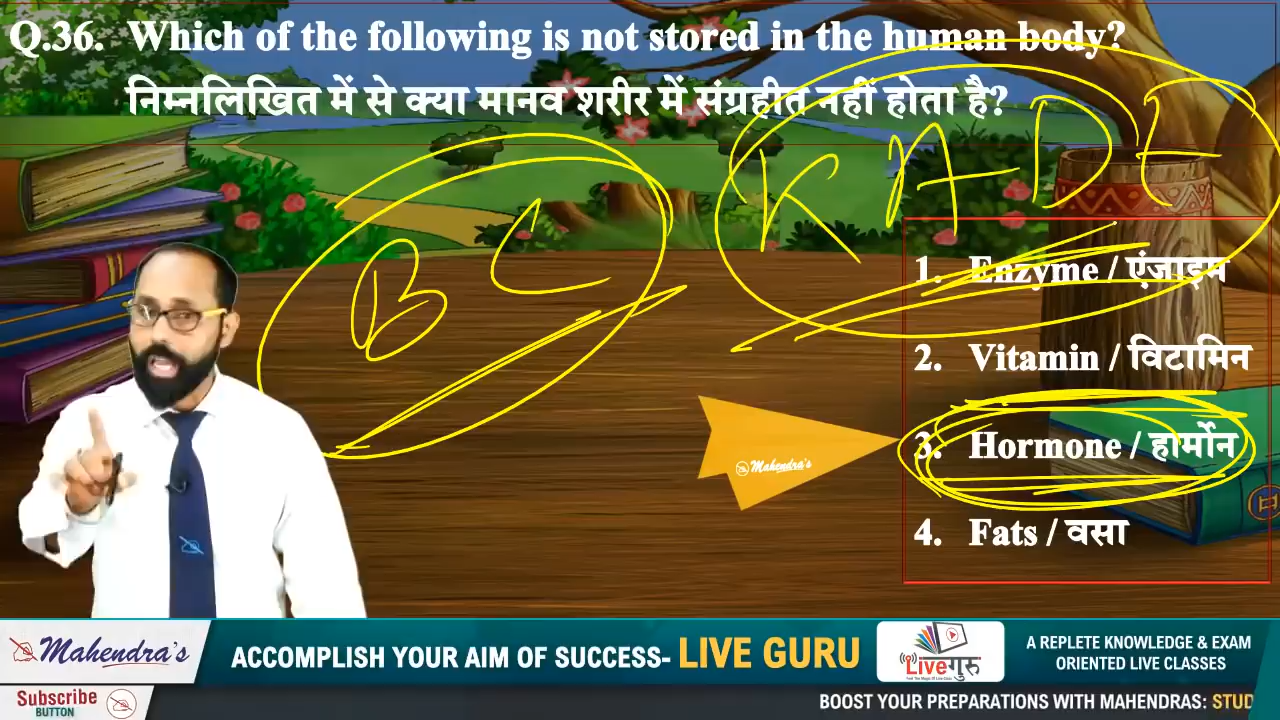 Q.36. Which of the following is not stored in the human body?
निम्नलिखित में से क्या मानव शरीर में संग्रहीत नहीं होता है?
K A D E
B C
1. Enzyme / एंजाइम
2. Vitamin / विटामिन
3. Hormone / हार्मोन
4. Fats / वसा
Mahendra's
Mahendra's
ACCOMPLISH YOUR AIM OF SUCCESS- LIVE GURU
Live गुरु
A REPLETE KNOWLEDGE & EXAM
ORIENTED LIVE CLASSES
Subscribe
BUTTON
BOOST YOUR PREPARATIONS WITH MAHENDRAS: STUD